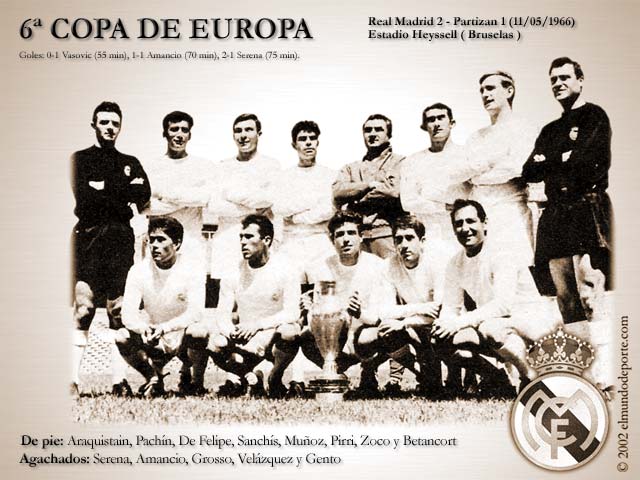 6ª COPA DE EUROPA
Real Madrid 2 - Partizan 1 (11/05/1966)
Estadio Heyssell ( Bruselas )
Goles: 0-1 Vasovic (55 min), 1-1 Amancio (70 min), 2-1 Serena (75 min).
De pie: Araquistain, Pachín, De Felipe, Sanchís, Muñoz, Pirri, Zoco y Betancort
Agachados: Serena, Amancio, Grosso, Velázquez y Gento
© 2002 elmundodeporte.com